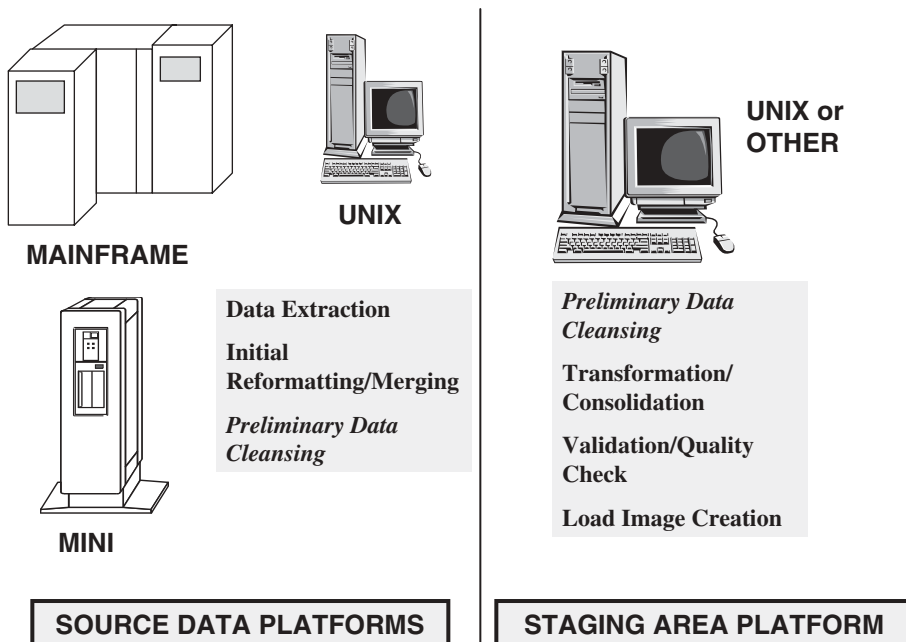 MAINFRAME
UNIX
MINI
Data Extraction
Initial
Reformatting/Merging
Preliminary Data
Cleansing
SOURCE DATA PLATFORMS
UNIX or
OTHER
Preliminary Data
Cleansing
Transformation/
Consolidation
Validation/Quality
Check
Load Image Creation
STAGING AREA PLATFORM